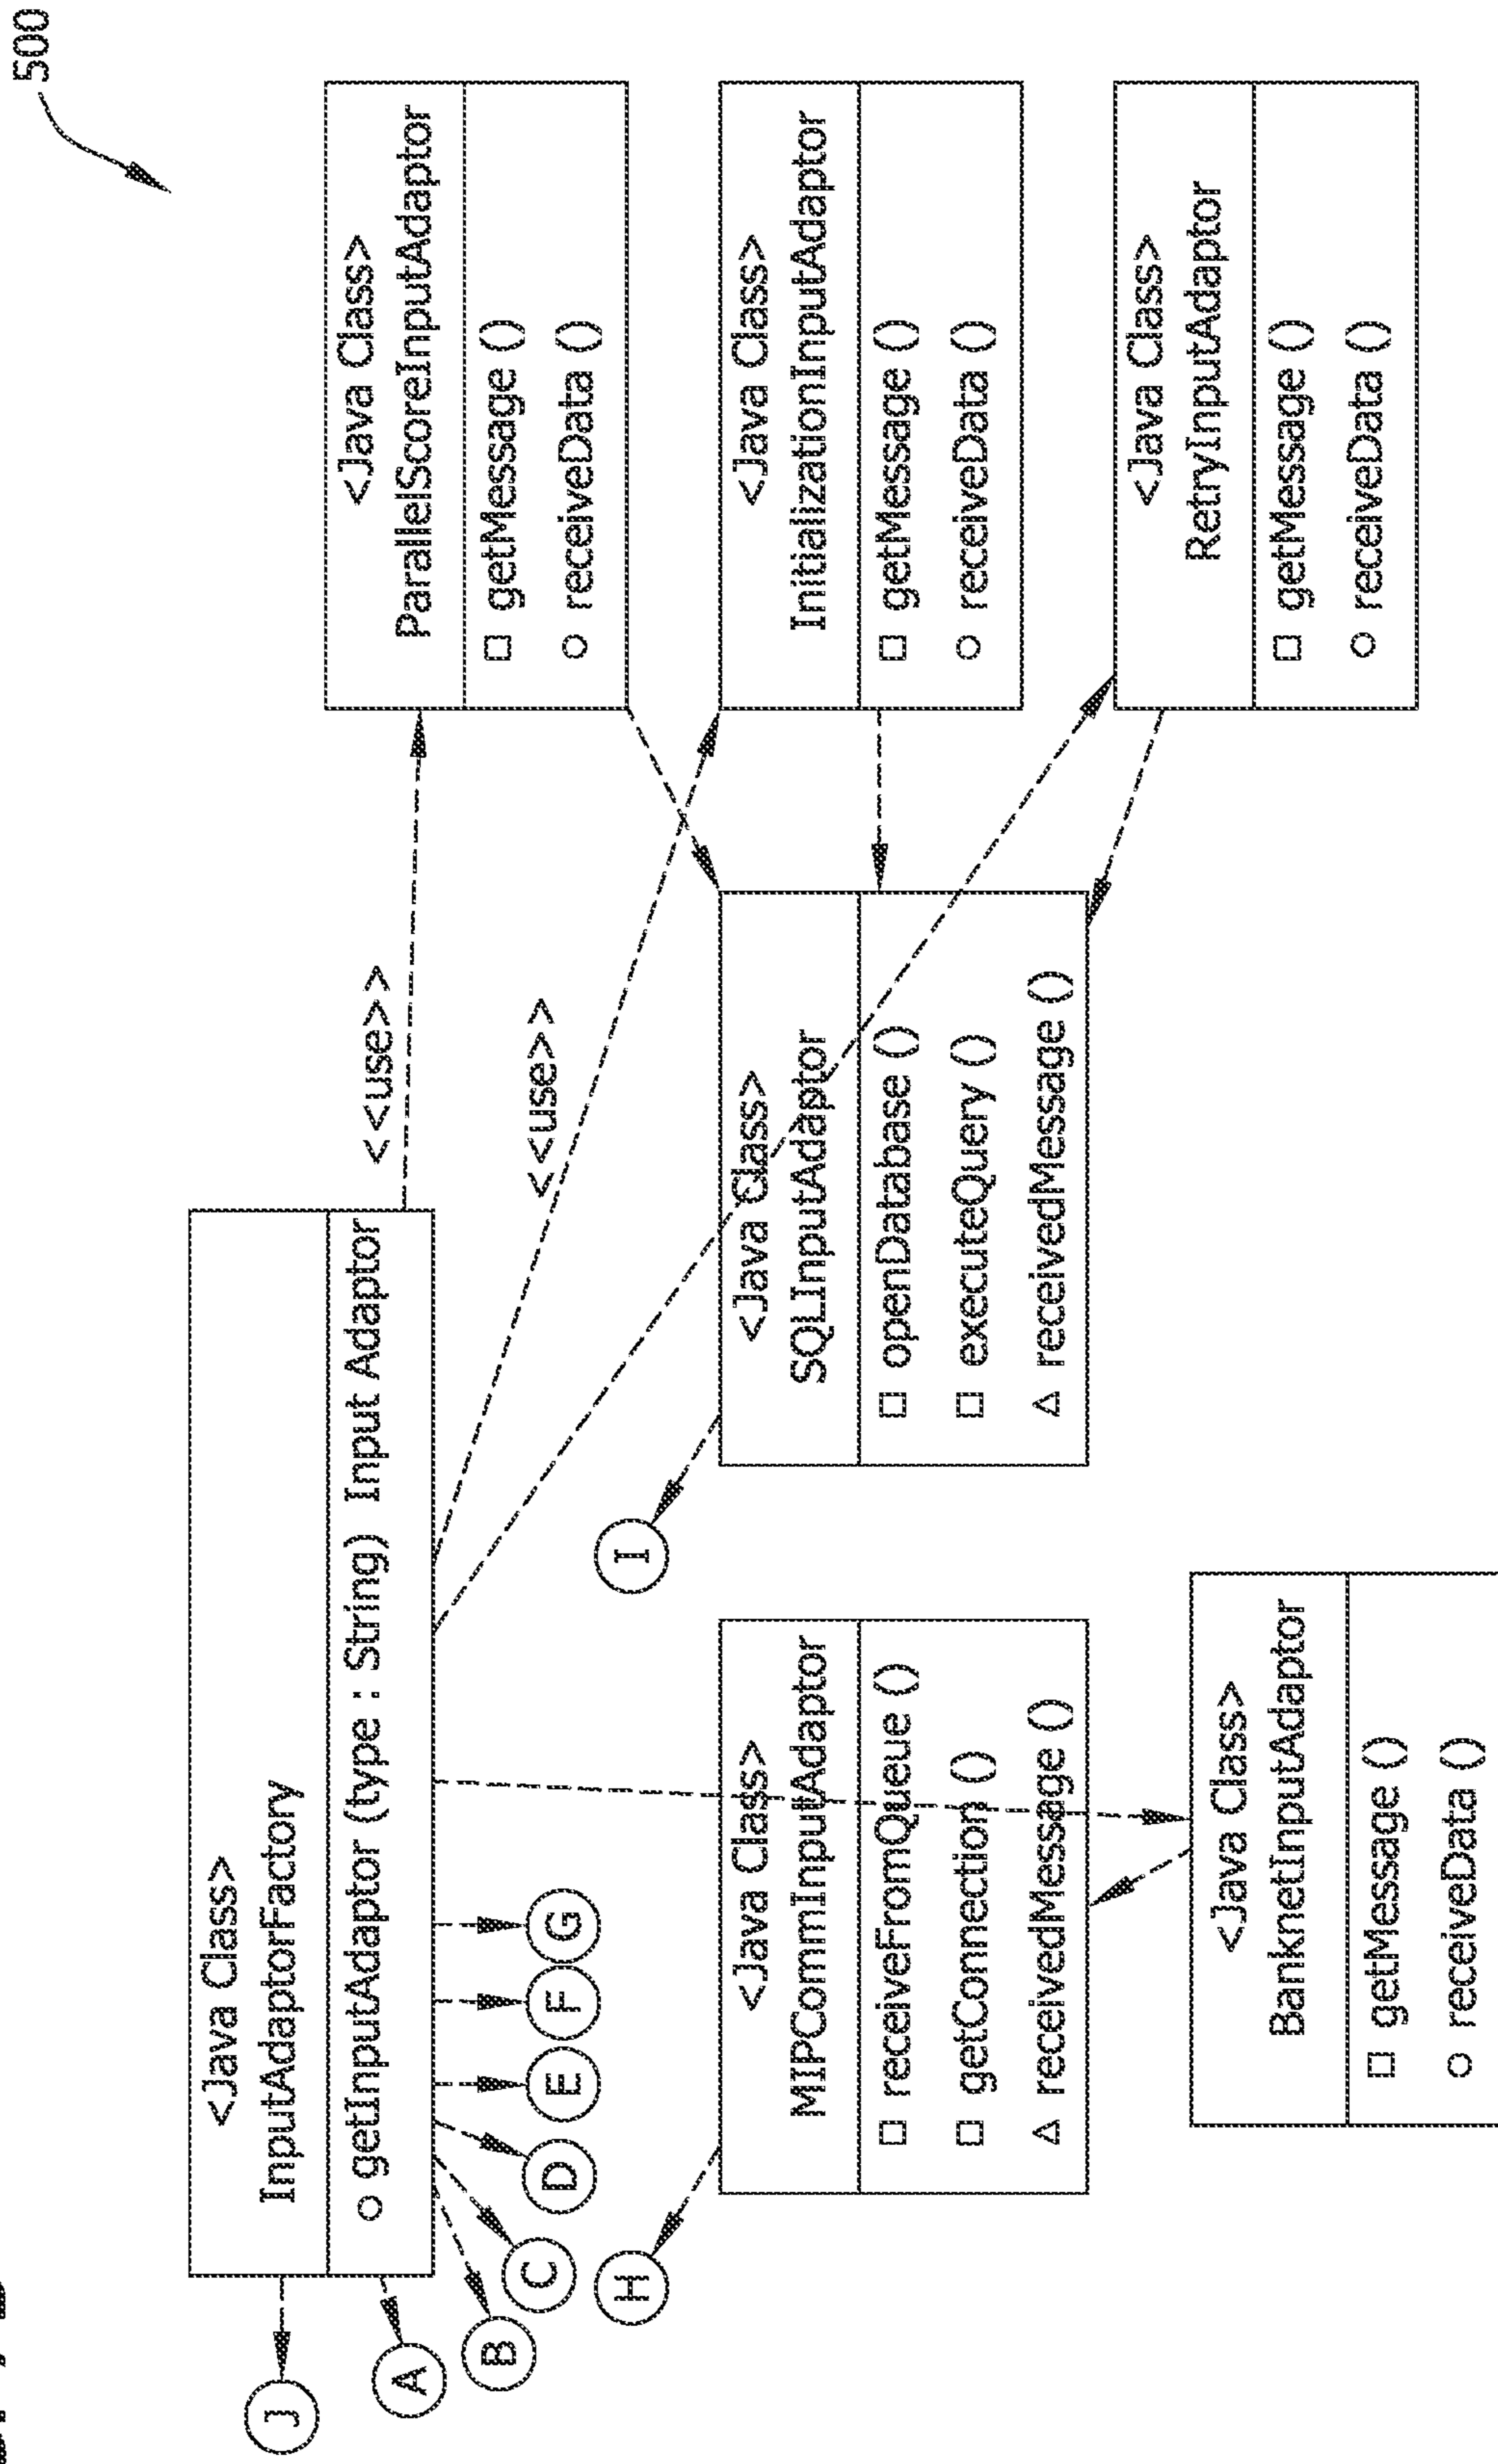 500
<Java Class>
InputAdaptorFactory
getInputAdaptor (type : String) Input Adaptor
J
A
B
C
D
E
F
G
<<use>>
<<use>>
<Java Class>
ParallelScoreInputAdaptor
getMessage ()
receiveData ()
H
I
<Java Class>
MIPCommInputAdaptor
receiveFromQueue ()
getConnection ()
receivedMessage ()
<Java Class>
SQLInputAdaptor
openDatabase ()
executeQuery ()
receivedMessage ()
<Java Class>
InitializationInputAdaptor
getMessage ()
receiveData ()
<Java Class>
BanknetInputAdaptor
getMessage ()
receiveData ()
<Java Class>
RetryInputAdaptor
getMessage ()
receiveData ()